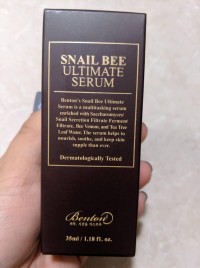 SNAIL BEE
ULTIMATE
SERUM
Benton's Snail Bee Ultimate
Serum is a multitasking serum
enriched with Saccharomyces/
Snail Secretion Filtrate Ferment
Filtrate, Bee Venom, and Tea Tree
Leaf Water. The serum helps to
nourish, soothe, and keep skin
supple than ever.
Dermatologically Tested
Benton
35ml / 1.18 fl. oz.